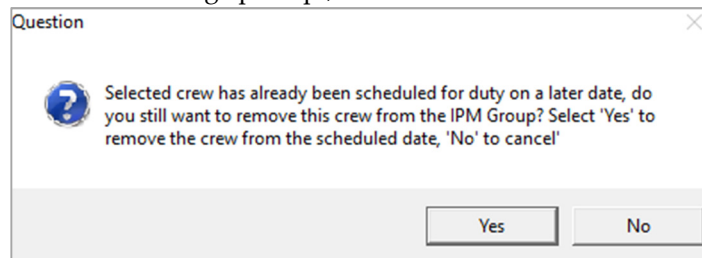 Question
Selected crew has already been scheduled for duty on a later date, do
you still want to remove this crew from the IPM Group? Select 'Yes' to
remove the crew from the scheduled date, 'No' to cancel'
Yes
No